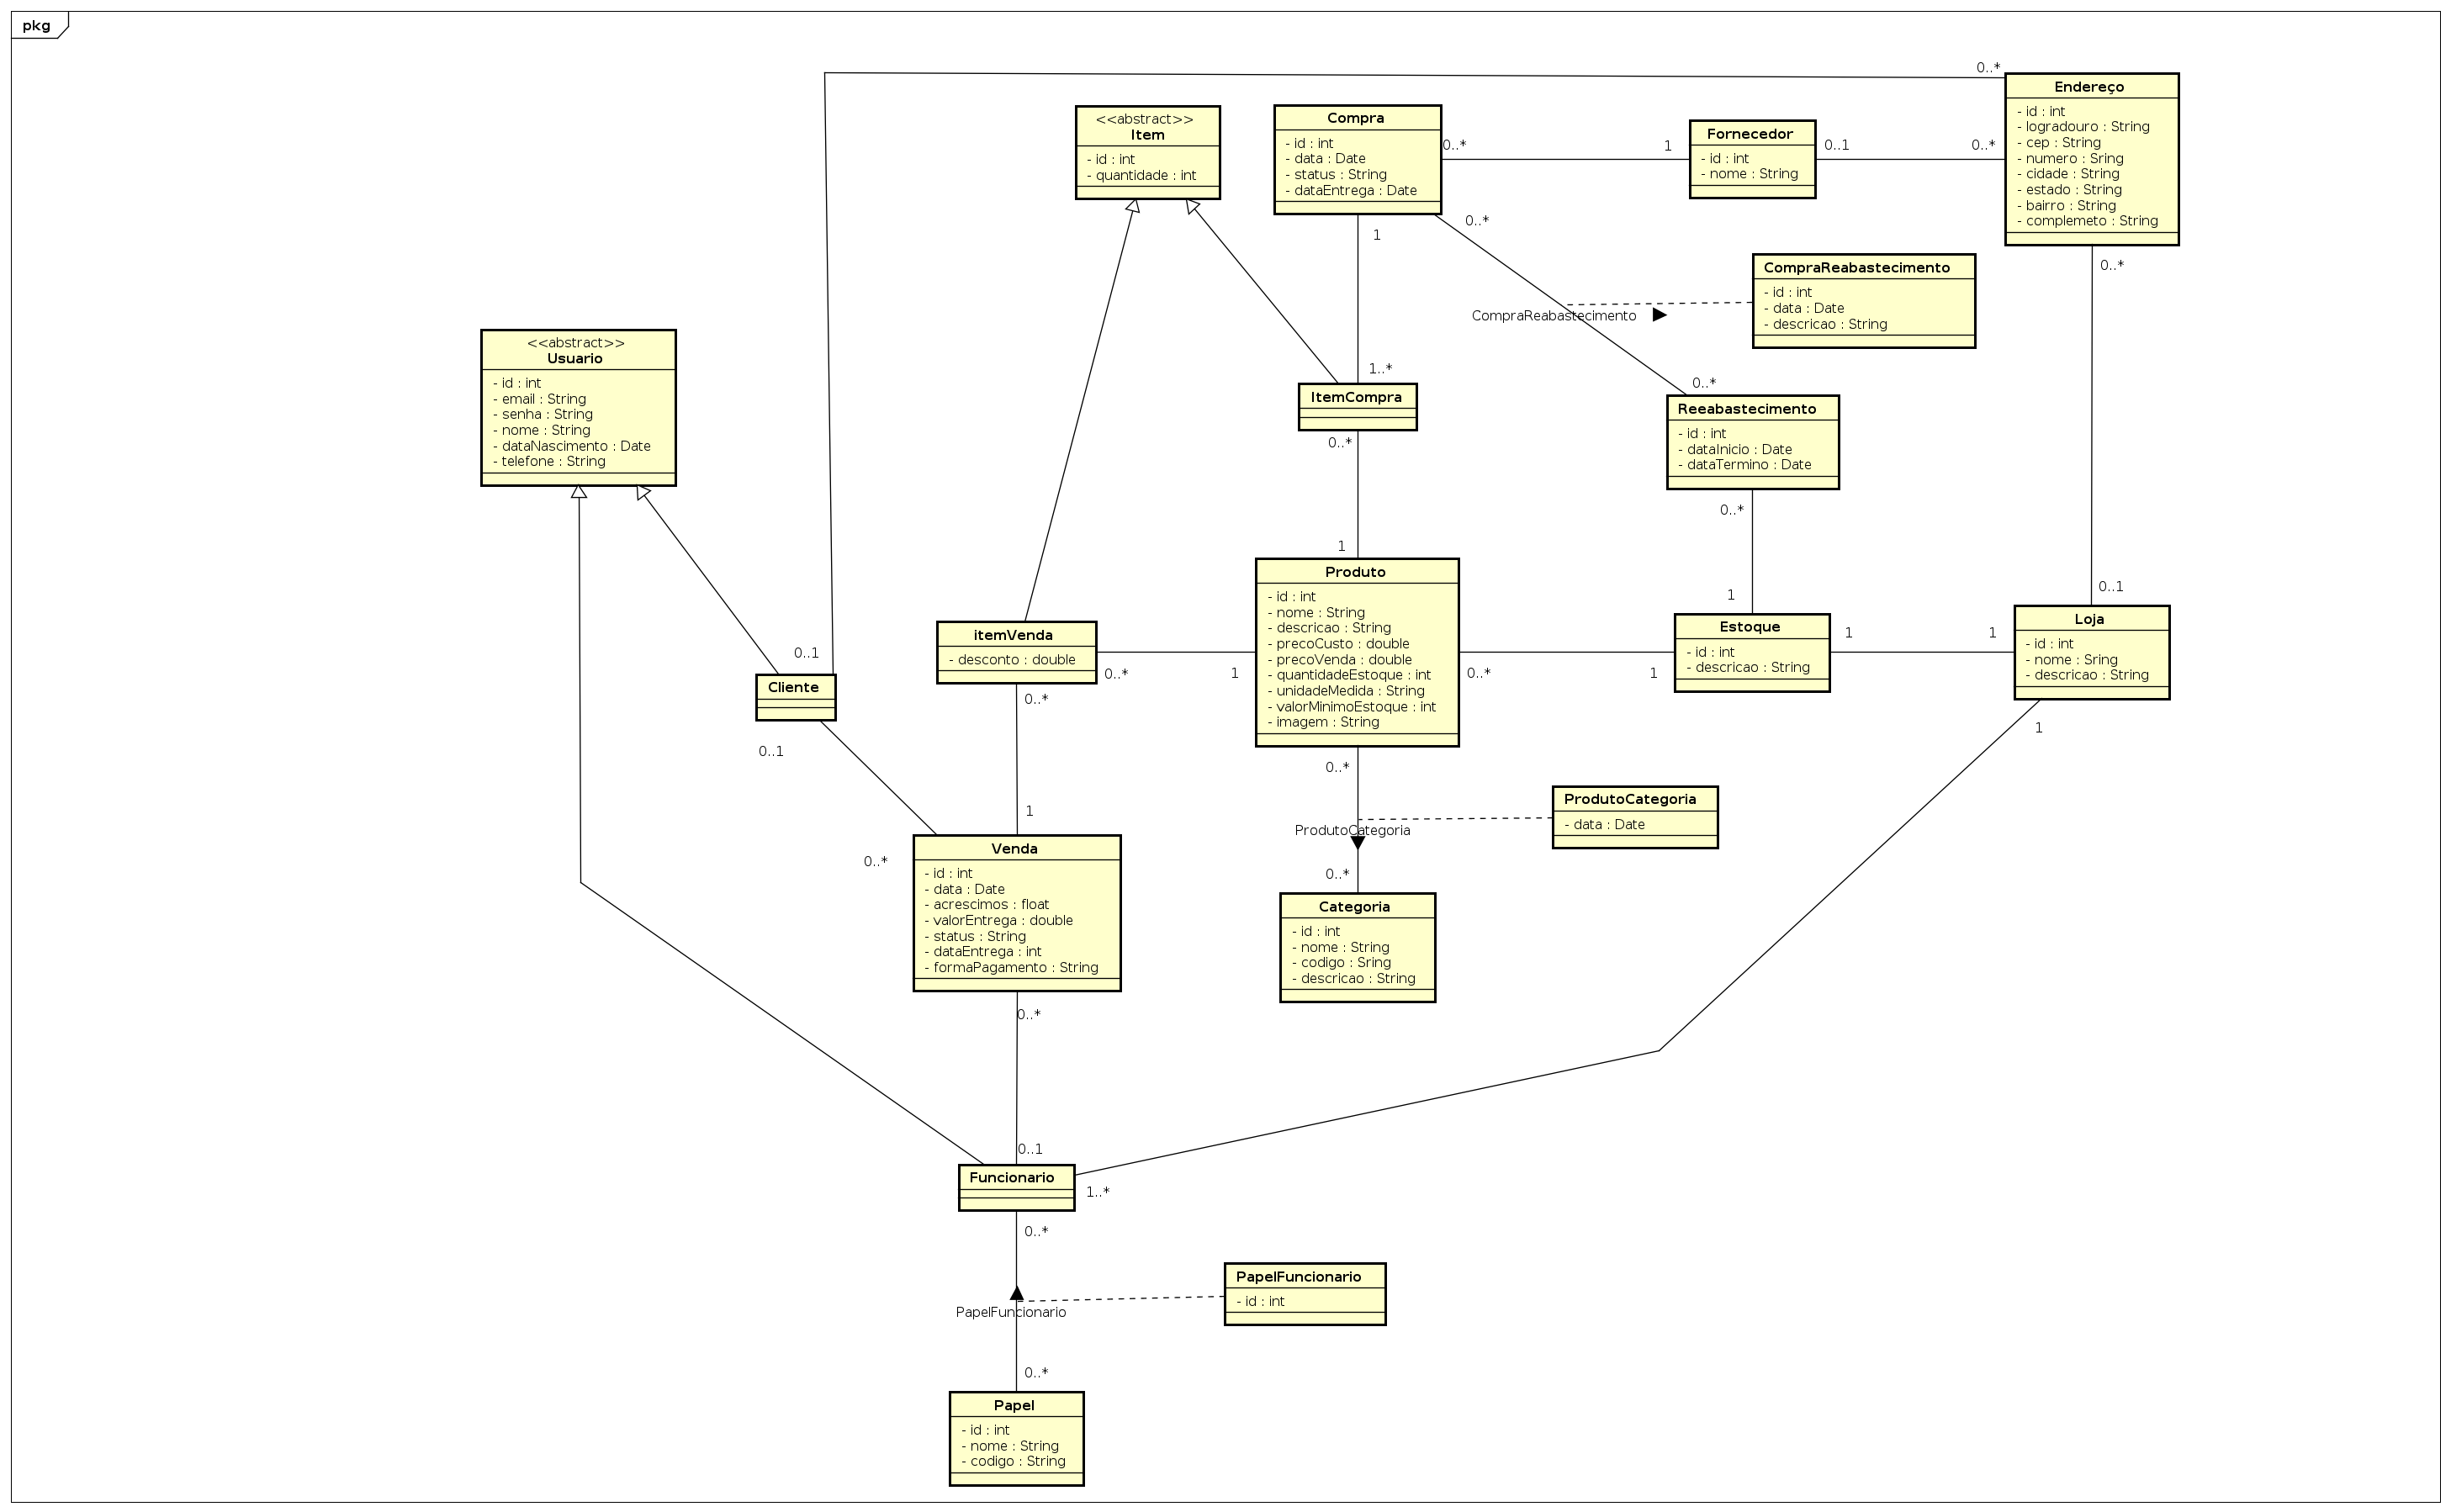 pkg
0..*
Endereço
- id : int
- logradouro : String
- cep : String
- numero : Sring
- cidade : String
- estado : String
- bairro : String
- complemeto : String
<<abstract>>
Item
- id : int
- quantidade : int
Compra
- id : int
- data : Date
- status : String
- dataEntrega : Date
0..*
1
Fornecedor
- id : int
- nome : String
0..1
0..*
1
0..*
0..*
CompraReabastecimento
- id : int
- data : Date
- descricao : String
CompraReabastecimento
<<abstract>>
Usuario
- id : int
- email : String
- senha : String
- nome : String
- dataNascimento : Date
- telefone : String
1..*
ItemCompra
0..*
0..*
Reeabastecimento
- id : int
- dataInicio : Date
- dataTermino : Date
0..*
1
1
0..1
Produto
- id : int
- nome : String
- descricao : String
- precoCusto : double
- precoVenda : double
- quantidadeEstoque : int
- unidadeMedida : String
- valorMinimoEstoque : int
- imagem : String
Estoque
- id : int
- descricao : String
1
1
Loja
- id : int
- nome : Sring
- descricao : String
itemVenda
- desconto : double
0..*
1
0..*
1
0..1
Cliente
0..*
1
0..1
0..*
ProdutoCategoria
- data : Date
1
ProdutoCategoria
0..*
Venda
- id : int
- data : Date
- acrescimos : float
- valorEntrega : double
- status : String
- dataEntrega : int
- formaPagamento : String
0..*
Categoria
- id : int
- nome : String
- codigo : Sring
- descricao : String
0..*
0..1
Funcionario
1..*
0..*
PapelFuncionario
- id : int
PapelFuncionario
0..*
Papel
- id : int
- nome : String
- codigo : String